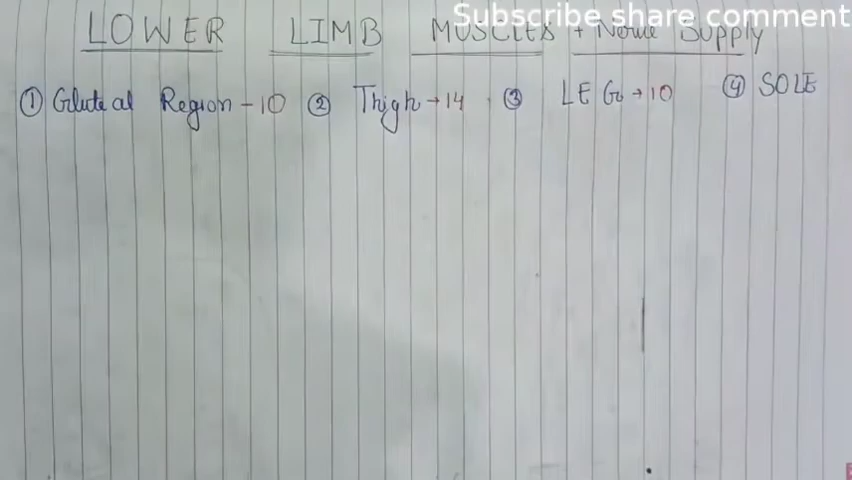 Subscribe share comment
LOWER LIMB MUSCLES + Nerve Supply
① Gluteal Region - 10 ② Thigh → 14 ③ LEG → 10 ④ SOLE